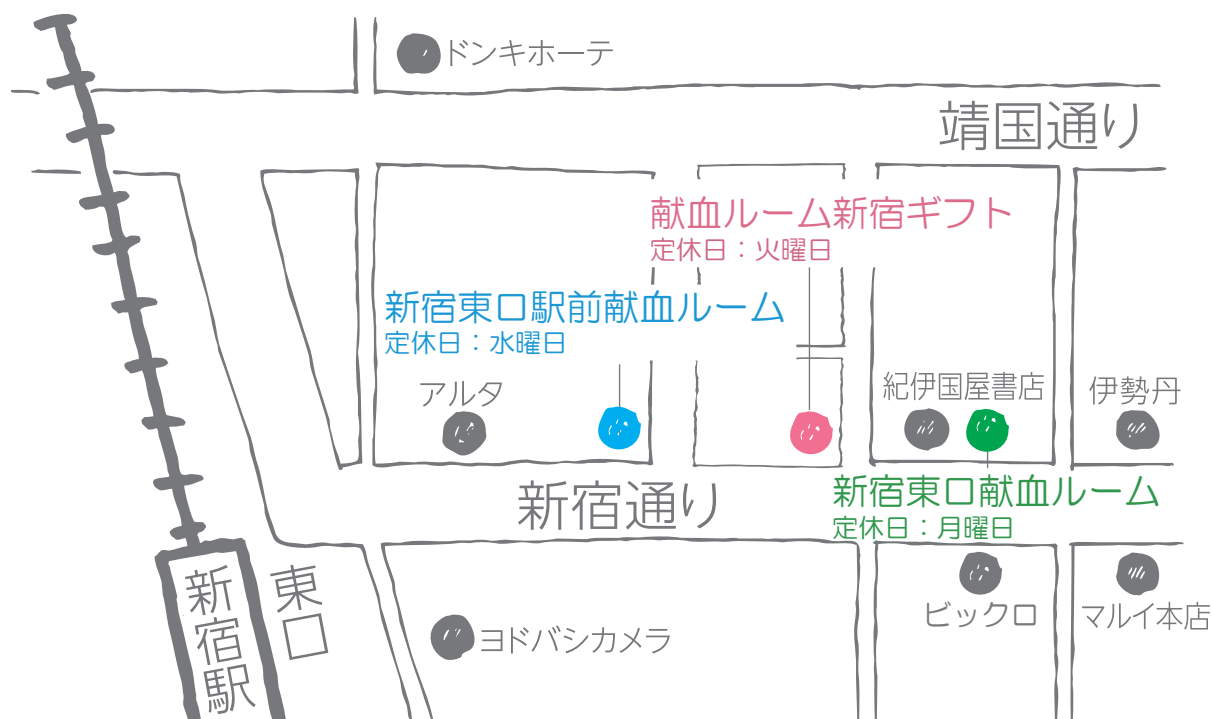 ドンキホーテ
靖国通り
献血ルーム新宿ギフト
定休日：火曜日
新宿東口駅前献血ルーム
定休日：水曜日
アルタ
紀伊国屋書店
伊勢丹
新宿通り
新宿東口献血ルーム
定休日：月曜日
新宿駅
東口
ビックロ
マルイ本店
ヨドバシカメラ